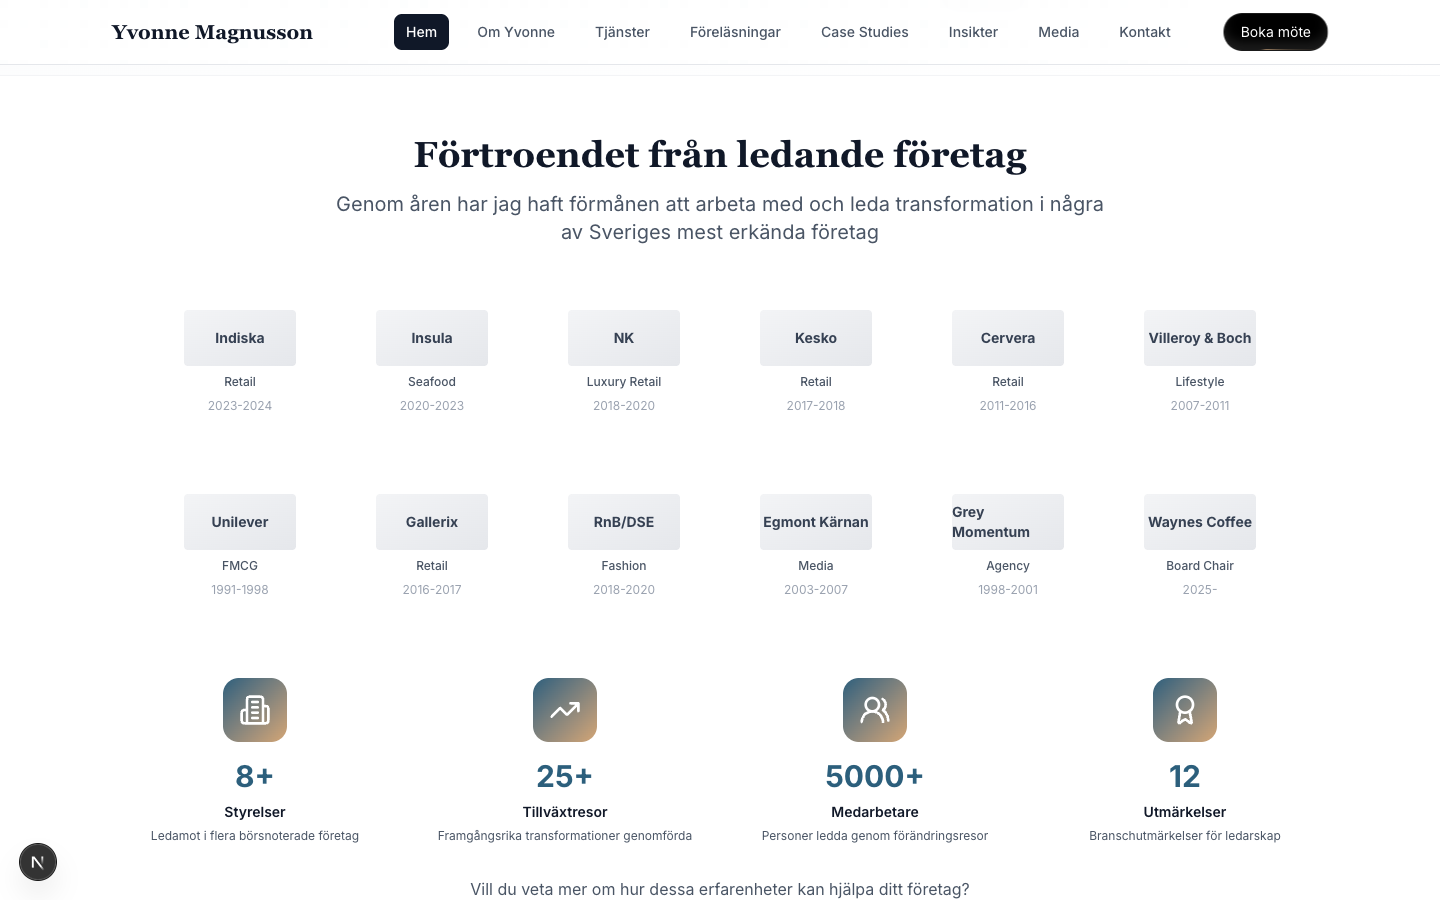 Yvonne Magnusson
Hem
Om Yvonne
Tjänster
Föreläsningar
Case Studies
Insikter
Media
Kontakt
Boka möte
Förtroendet från ledande företag
Genom åren har jag haft förmånen att arbeta med och leda transformation i några
av Sveriges mest erkända företag
Indiska
Retail
2023-2024
Insula
Seafood
2020-2023
NK
Luxury Retail
2018-2020
Kesko
Retail
2017-2018
Cervera
Retail
2011-2016
Villeroy & Boch
Lifestyle
2007-2011
Unilever
FMCG
1991-1998
Gallerix
Retail
2016-2017
RnB/DSE
Fashion
2018-2020
Egmont Kärnan
Media
2003-2007
Grey
Momentum
Agency
1998-2001
Waynes Coffee
Board Chair
2025-
8+
Styrelser
Ledamot i flera börsnoterade företag
25+
Tillväxtresor
Framgångsrika transformationer genomförda
5000+
Medarbetare
Personer ledda genom förändringsresor
12
Utmärkelser
Branschutmärkelser för ledarskap
N
Vill du veta mer om hur dessa erfarenheter kan hjälpa ditt företag?